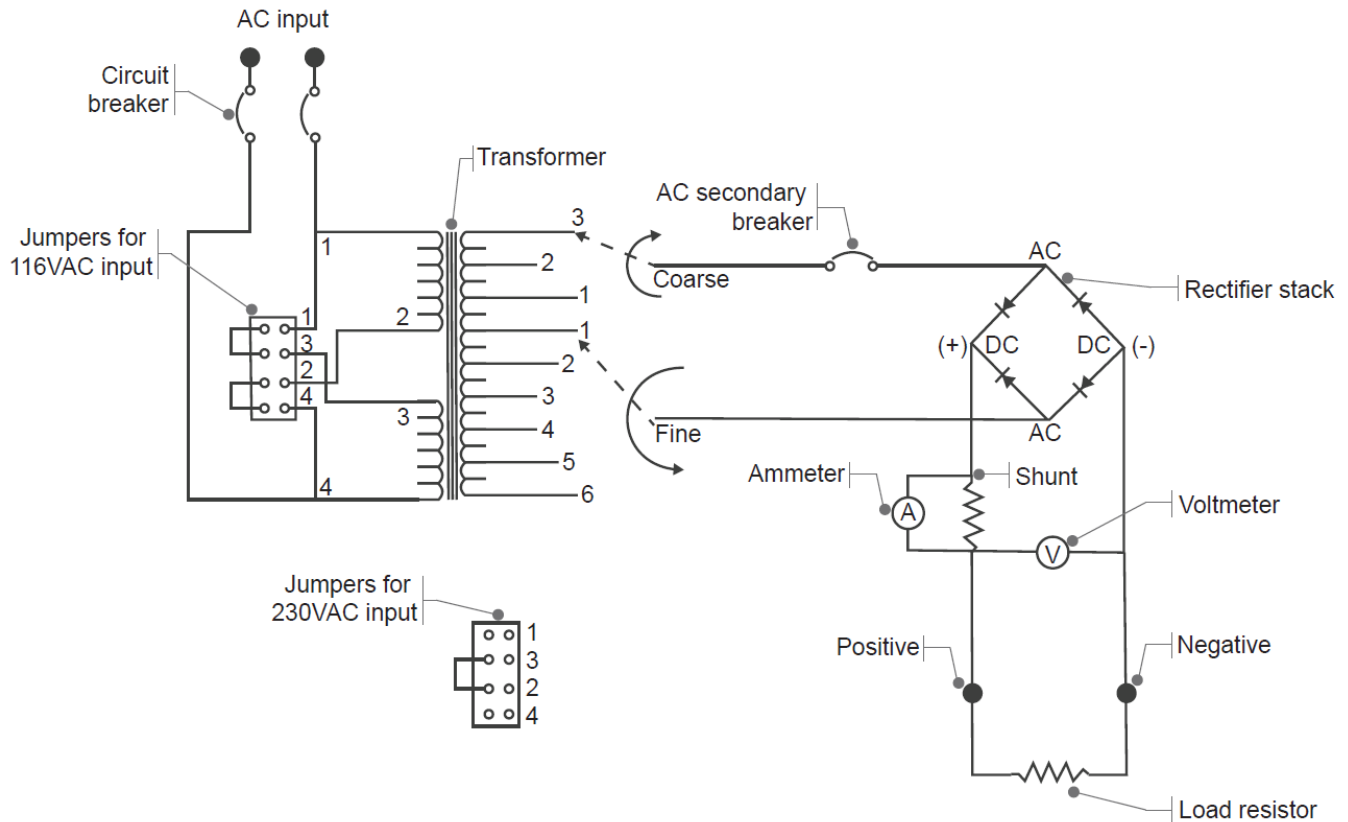 AC input
Circuit
breaker
Transformer
AC secondary
breaker
Jumpers for
116VAC input
1
3
2
1
1
2
3
4
5
6
Coarse
Fine
AC
Rectifier stack
(+)
DC
DC
(-)
AC
1
3
2
4
2
3
4
Ammeter
A
Shunt
Voltmeter
V
Jumpers for
230VAC input
1
3
2
4
Positive
Negative
Load resistor